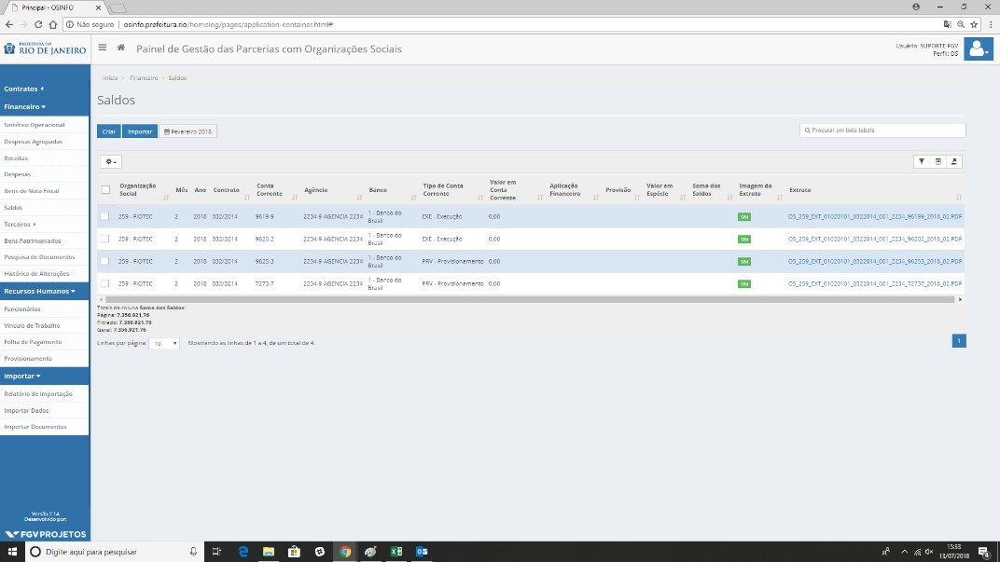 Principal - OSINFO
Não seguro | osinfo.prefeitura.rio/homolog/pages/application-container.html#
PREFEITURA DO
RIO DE JANEIRO
Painel de Gestão das Parcerias com Organizações Sociais
Usuário: SUPORTE FGV
Perfil: OS
Contratos
Financeiro
Sintético Operacional
Despesas Agrupadas
Receitas
Despesas
Itens de Nota Fiscal
Saldos
Terceiros
Bens Patrimoniados
Pesquisa de Documentos
Histórico de Alterações
Recursos Humanos
Funcionários
Vínculo de Trabalho
Folha de Pagamento
Provisionamento
Importar
Relatório de Importação
Importar Dados
Importar Documentos
Versão 2.14
Desenvolvido por:
FGV PROJETOS
Início > Financeiro > Saldos
Saldos
Criar Importar Fevereiro 2018
Procurar em toda tabela
Organização Social Mês Ano Contrato Conta Corrente Agência Banco Tipo de Conta Corrente Valor em Conta Corrente Aplicação Financeira Provisão Valor em Espécie Soma dos Saldos Imagem do Extrato Extrato
259 - FIOTEC 2 2018 032/2014 9619-9 2234-9 AGENCIA 2234 1 - Banco do Brasil EXE - Execução 0,00 SIM OS_259_EXT_01020101_0322014_001_2234_96199_2018_02.PDF
259 - FIOTEC 2 2018 032/2014 9620-2 2234-9 AGENCIA 2234 1 - Banco do Brasil EXE - Execução 0,00 SIM OS_259_EXT_01020101_0322014_001_2234_96202_2018_02.PDF
259 - FIOTEC 2 2018 032/2014 9625-3 2234-9 AGENCIA 2234 1 - Banco do Brasil PRV - Provisionamento 0,00 SIM OS_259_EXT_01020101_0322014_001_2234_96253_2018_02.PDF
259 - FIOTEC 2 2018 032/2014 7273-7 2234-9 AGENCIA 2234 1 - Banco do Brasil PRV - Provisionamento 0,00 SIM OS_259_EXT_01020101_0322014_001_2234_72737_2018_02.PDF
Totais da coluna Soma dos Saldos:
Página: 7.356.921,76
Filtrado: 7.356.921,76
Geral: 7.356.921,76
Linhas por página: 10 Mostrando as linhas de 1 a 4, de um total de 4
1
Digite aqui para pesquisar
15:33
13/07/2018